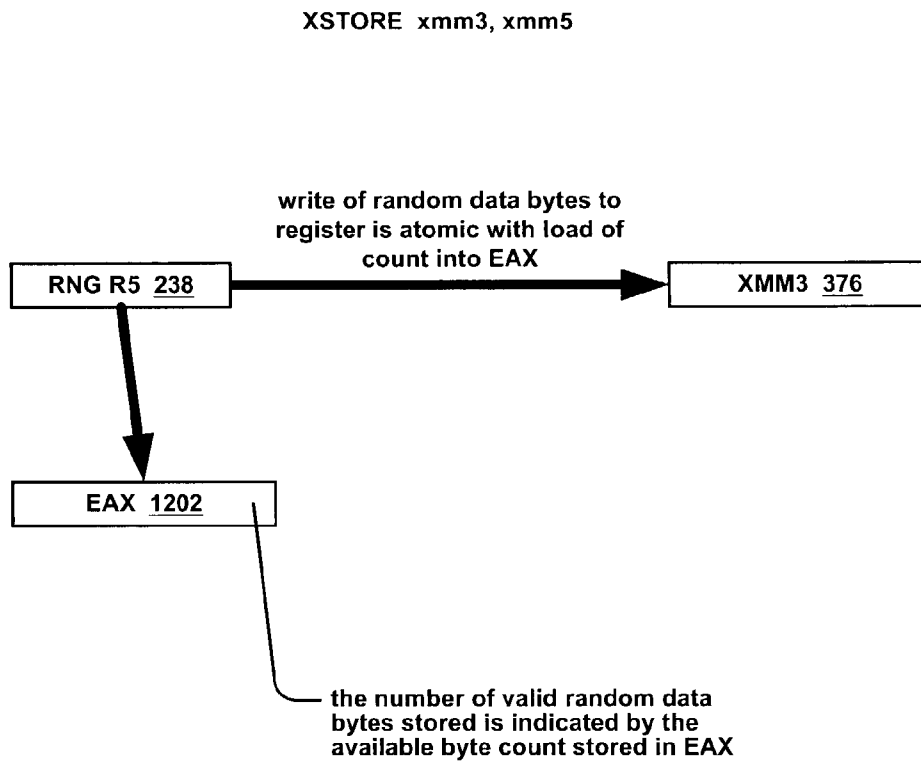 XSTORE xmm3, xmm5
write of random data bytes to
register is atomic with load of
count into EAX
RNG R5 238
XMM3 376
EAX 1202
the number of valid random data
bytes stored is indicated by the
available byte count stored in EAX